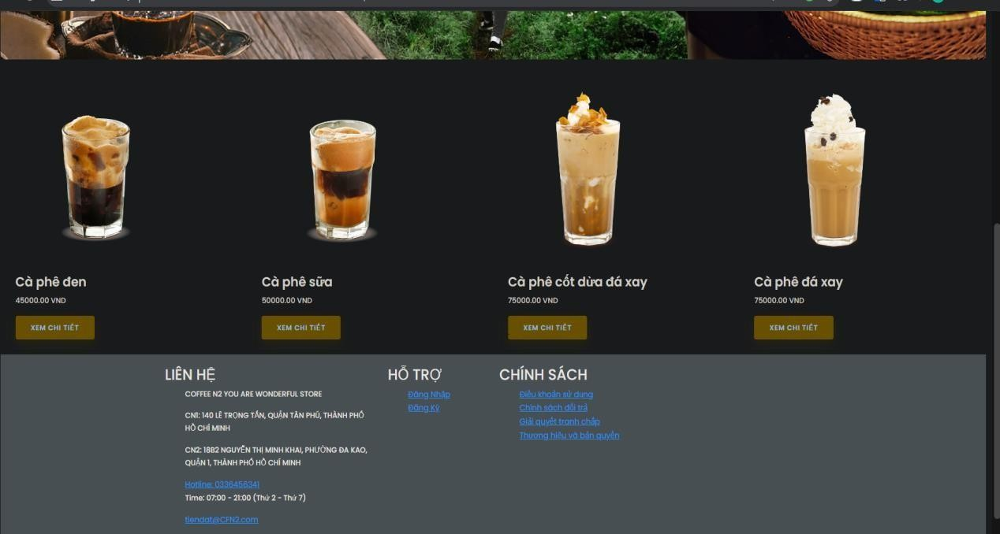 Cà phê đen
45000.00 VND
XEM CHI TIẾT
Cà phê sữa
50000.00 VND
XEM CHI TIẾT
Cà phê cốt dừa đá xay
75000.00 VND
XEM CHI TIẾT
Cà phê đá xay
75000.00 VND
XEM CHI TIẾT
LIÊN HỆ
COFFEE N2 YOU ARE WONDERFUL STORE
CN1: 140 LÊ TRỌNG TẤN, QUẬN TÂN PHÚ, THÀNH PHỐ
HỒ CHÍ MINH
CN2: 18B2 NGUYỄN THỊ MINH KHAI, PHƯỜNG ĐA KAO,
QUẬN 1, THÀNH PHỐ HỒ CHÍ MINH
Hotline: 0336456341
Time: 07:00 - 21:00 (Thứ 2 - Thứ 7)
tiendat@CFN2.com
HỖ TRỢ
Đăng Nhập
Đăng Ký
CHÍNH SÁCH
Điều khoản sử dụng
Chính sách đổi trả
Giải quyết tranh chấp
Thương hiệu và bản quyền